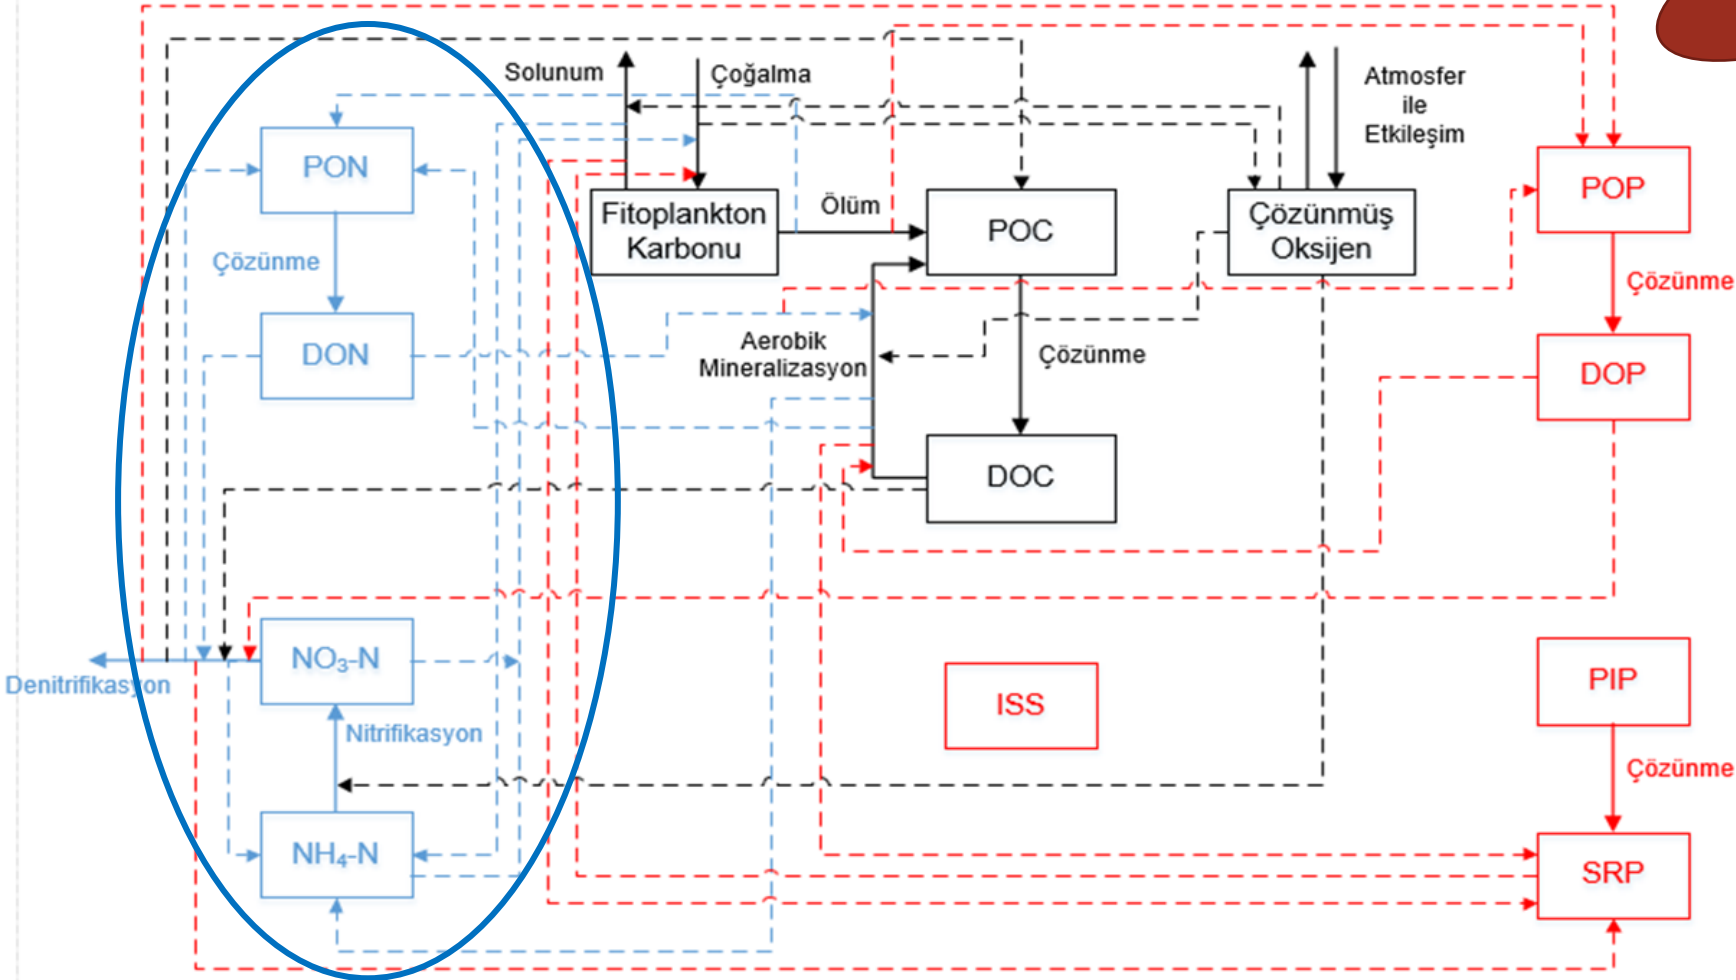 Solunum
Çoğalma
Atmosfer
ile
Etkileşim
PON
Fitoplankton
Karbonu
Ölüm
POC
Çözünmüş
Oksijen
POP
Çözünme
Çözünme
DON
Aerobik
Mineralizasyon
Çözünme
DOP
DOC
NO₃-N
Denitrifikasyon
Nitrifikasyon
ISS
PIP
Çözünme
NH₄-N
SRP